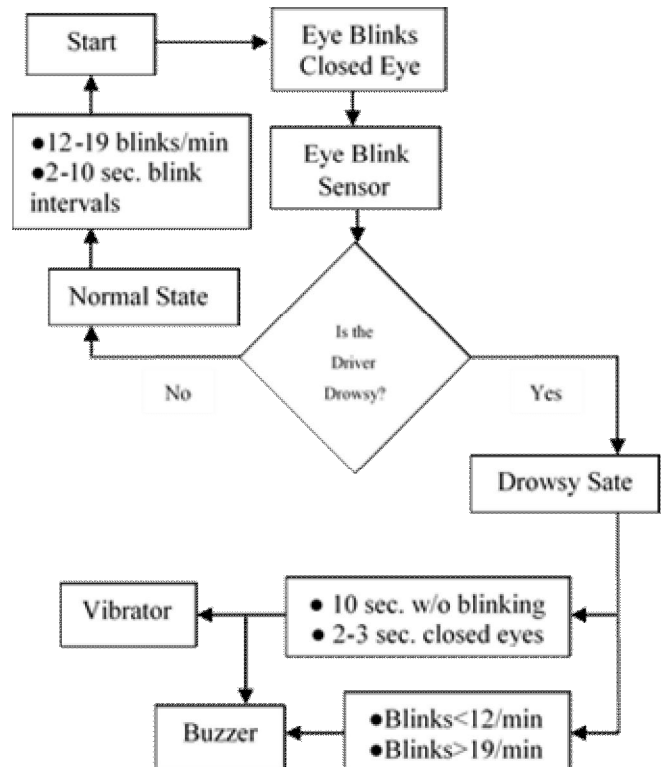 Start
Eye Blinks
Closed Eye
●12-19 blinks/min
●2-10 sec. blink
intervals
Eye Blink
Sensor
Normal State
Is the
Driver
Drowsy?
No
Yes
Drowsy Sate
Vibrator
● 10 sec. w/o blinking
● 2-3 sec. closed eyes
Buzzer
●Blinks<12/min
●Blinks>19/min